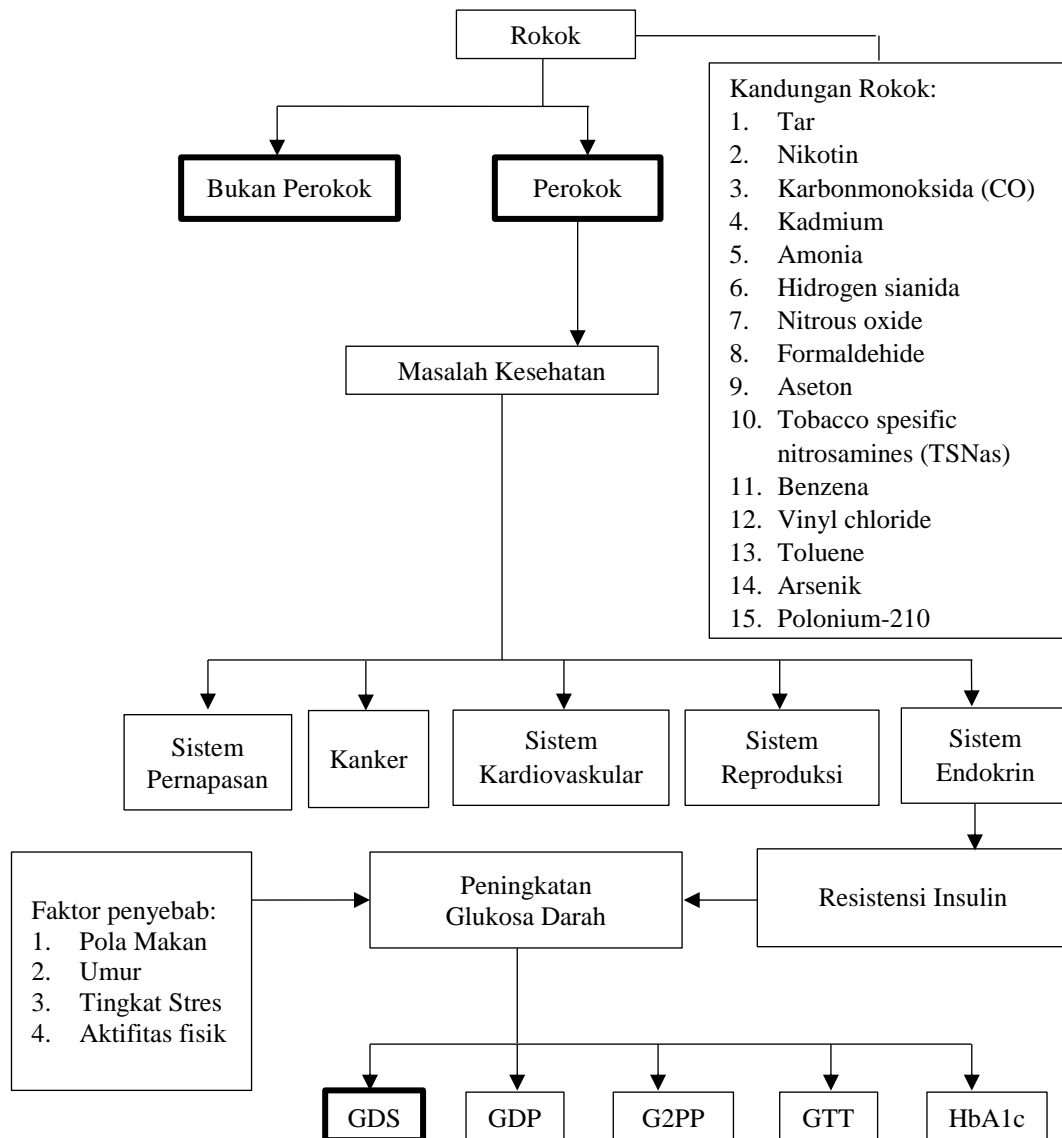 Rokok
Kandungan Rokok:
1. Tar
2. Nikotin
3. Karbonmonoksida (CO)
4. Kadmium
5. Amonia
6. Hidrogen sianida
7. Nitrous oxide
8. Formaldehide
9. Aseton
10. Tobacco spesific
nitrosamines (TSNas)
11. Benzena
12. Vinyl chloride
13. Toluene
14. Arsenik
15. Polonium-210
Bukan Perokok
Perokok
Masalah Kesehatan
Sistem
Pernapasan
Kanker
Sistem
Kardiovaskular
Sistem
Reproduksi
Sistem
Endokrin
Faktor penyebab:
1. Pola Makan
2. Umur
3. Tingkat Stres
4. Aktifitas fisik
Peningkatan
Glukosa Darah
Resistensi Insulin
GDS
GDP
G2PP
GTT
HbA1c